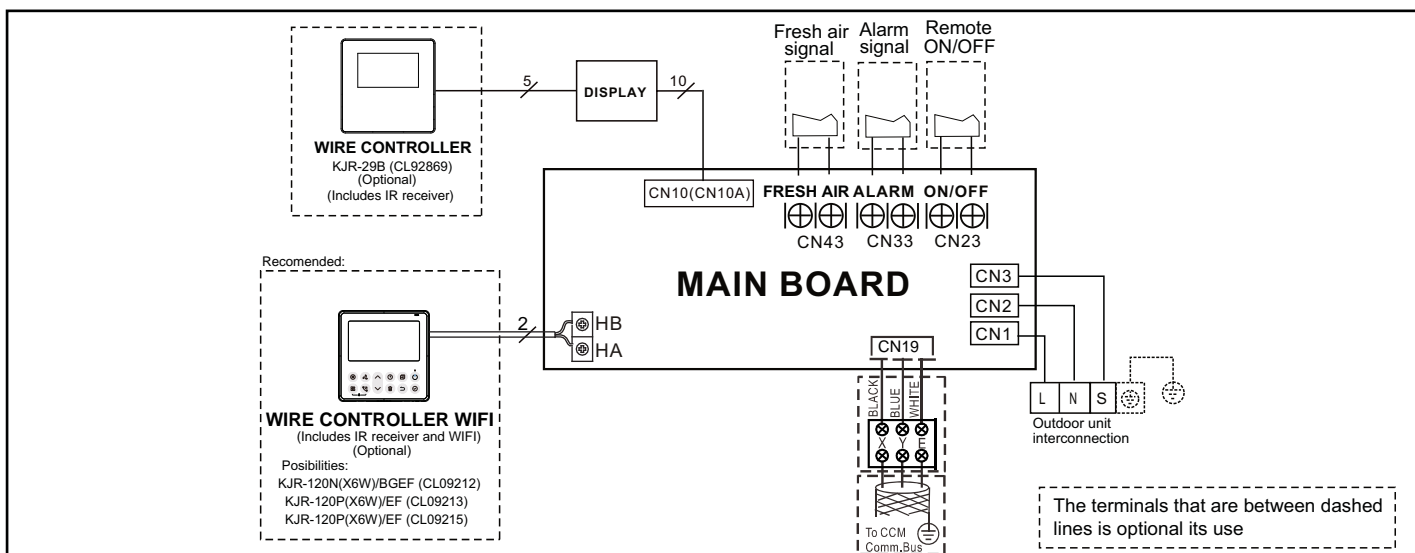 Fresh air
signal
Alarm
signal
Remote
ON/OFF
5
DISPLAY
10
WIRE CONTROLLER
KJR-29B (CL92869)
(Optional)
(Includes IR receiver)
CN10(CN10A)
FRESH AIR ALARM ON/OFF
CN43
CN33
CN23
Recomended:
MAIN BOARD
CN3
CN2
CN1
2
HB
HA
CN19
BLACK
BLUE
WHITE
L
N
S
Outdoor unit
interconnection
WIRE CONTROLLER WIFI
(Includes IR receiver and WIFI)
(Optional)
Posibilities:
KJR-120N(X6W)/BGEF (CL09212)
KJR-120P(X6W)/EF (CL09213)
KJR-120P(X6W)/EF (CL09215)
X
Y
E
To CCM
Comm.Bus
The terminals that are between dashed
lines is optional its use